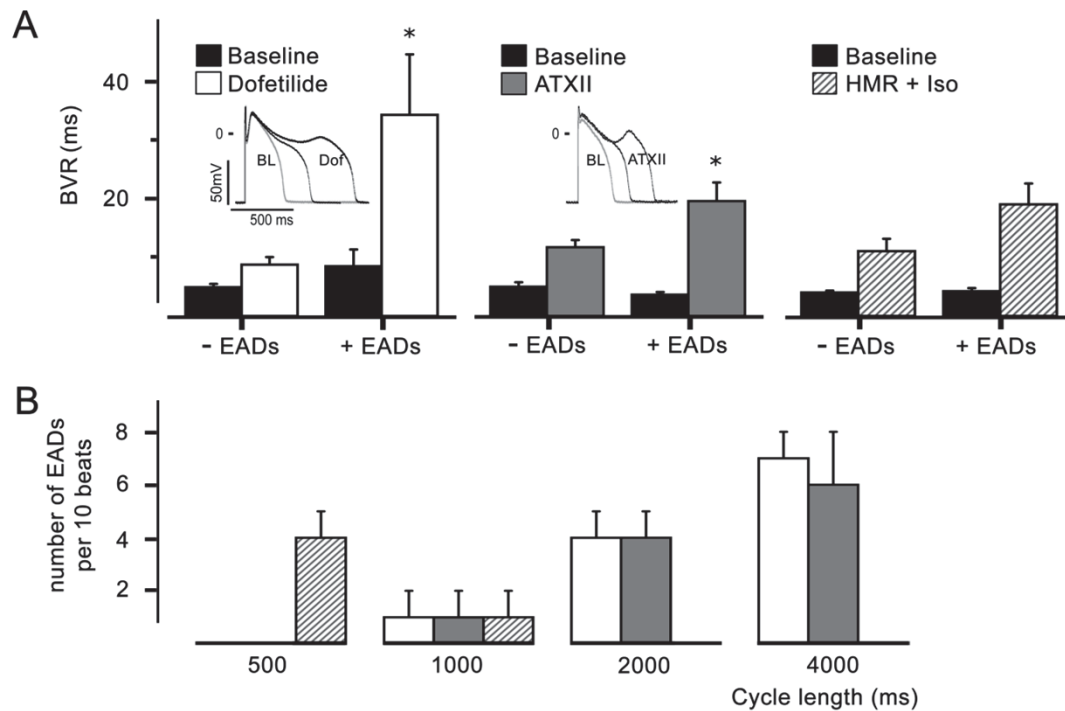 A
BVR (ms)
40
20
Baseline
Dofetilide
*
0 -
50mV
500 ms
BL
Dof
- EADs
+ EADs
Baseline
ATXII
*
0 -
BL
ATXII
- EADs
+ EADs
Baseline
HMR + Iso
- EADs
+ EADs
B
number of EADs
per 10 beats
8
6
4
2
500
1000
2000
4000
Cycle length (ms)